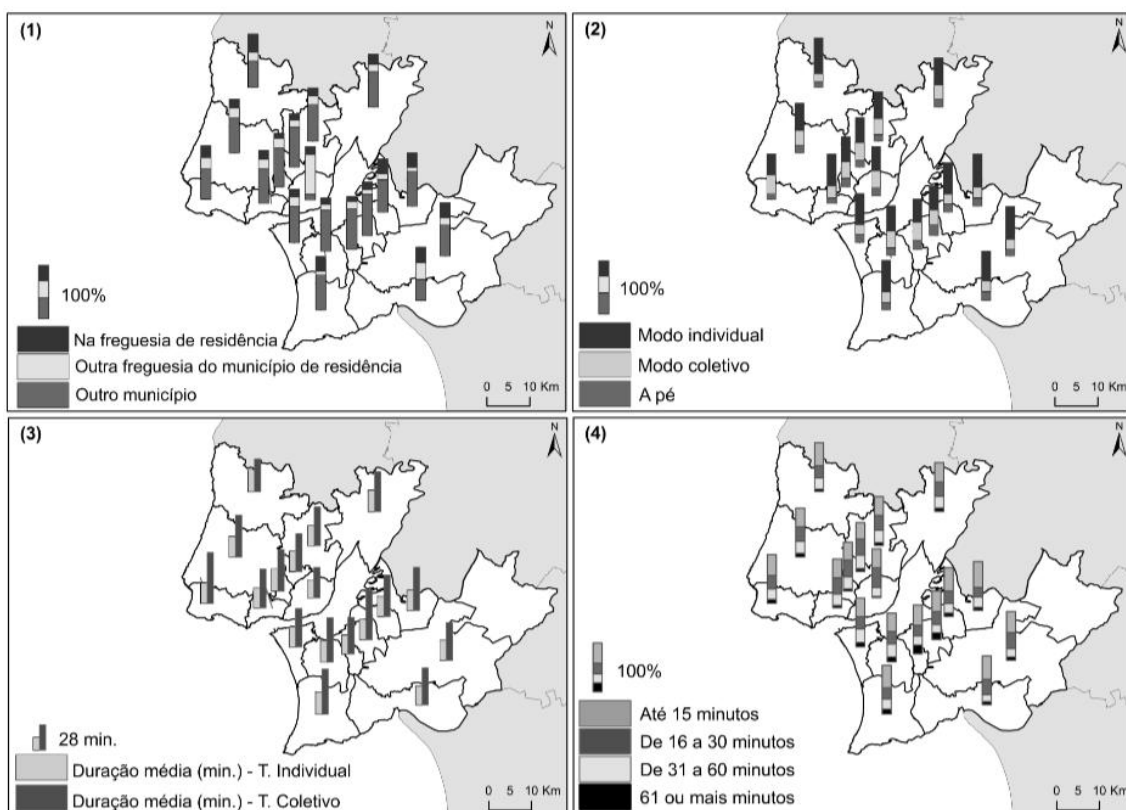 (1)
N
100%
Na freguesia de residência
Outra freguesia do município de residência
Outro município
0 5 10 Km
(2)
N
100%
Modo individual
Modo coletivo
A pé
0 5 10 Km
(3)
N
28 min.
Duração média (min.) - T. Individual
Duração média (min.) - T. Coletivo
0 5 10 Km
(4)
N
100%
Até 15 minutos
De 16 a 30 minutos
De 31 a 60 minutos
61 ou mais minutos
0 5 10 Km